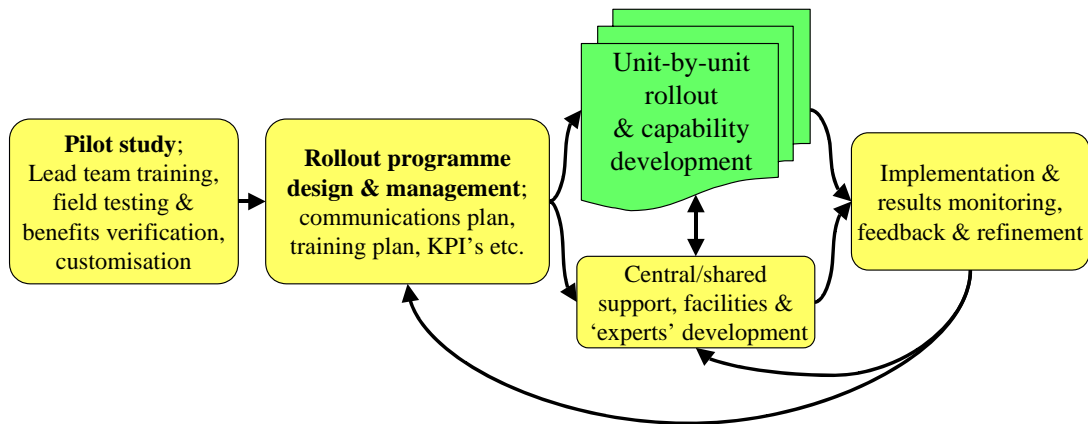 Pilot study;
Lead team training,
field testing &
benefits verification,
customisation
Rollout programme
design & management;
communications plan,
training plan, KPI's etc.
Unit-by-unit
rollout
& capability
development
Central/shared
support, facilities &
‘experts’ development
Implementation &
results monitoring,
feedback & refinement